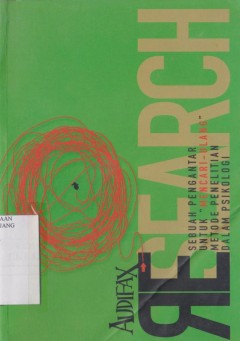 RESEARCH
SEBUAH PENGANTAR
UNTUK "MENCARI-ULANG"
METODE PENELITIAN
DALAM PSIKOLOGI
AUDIFAX